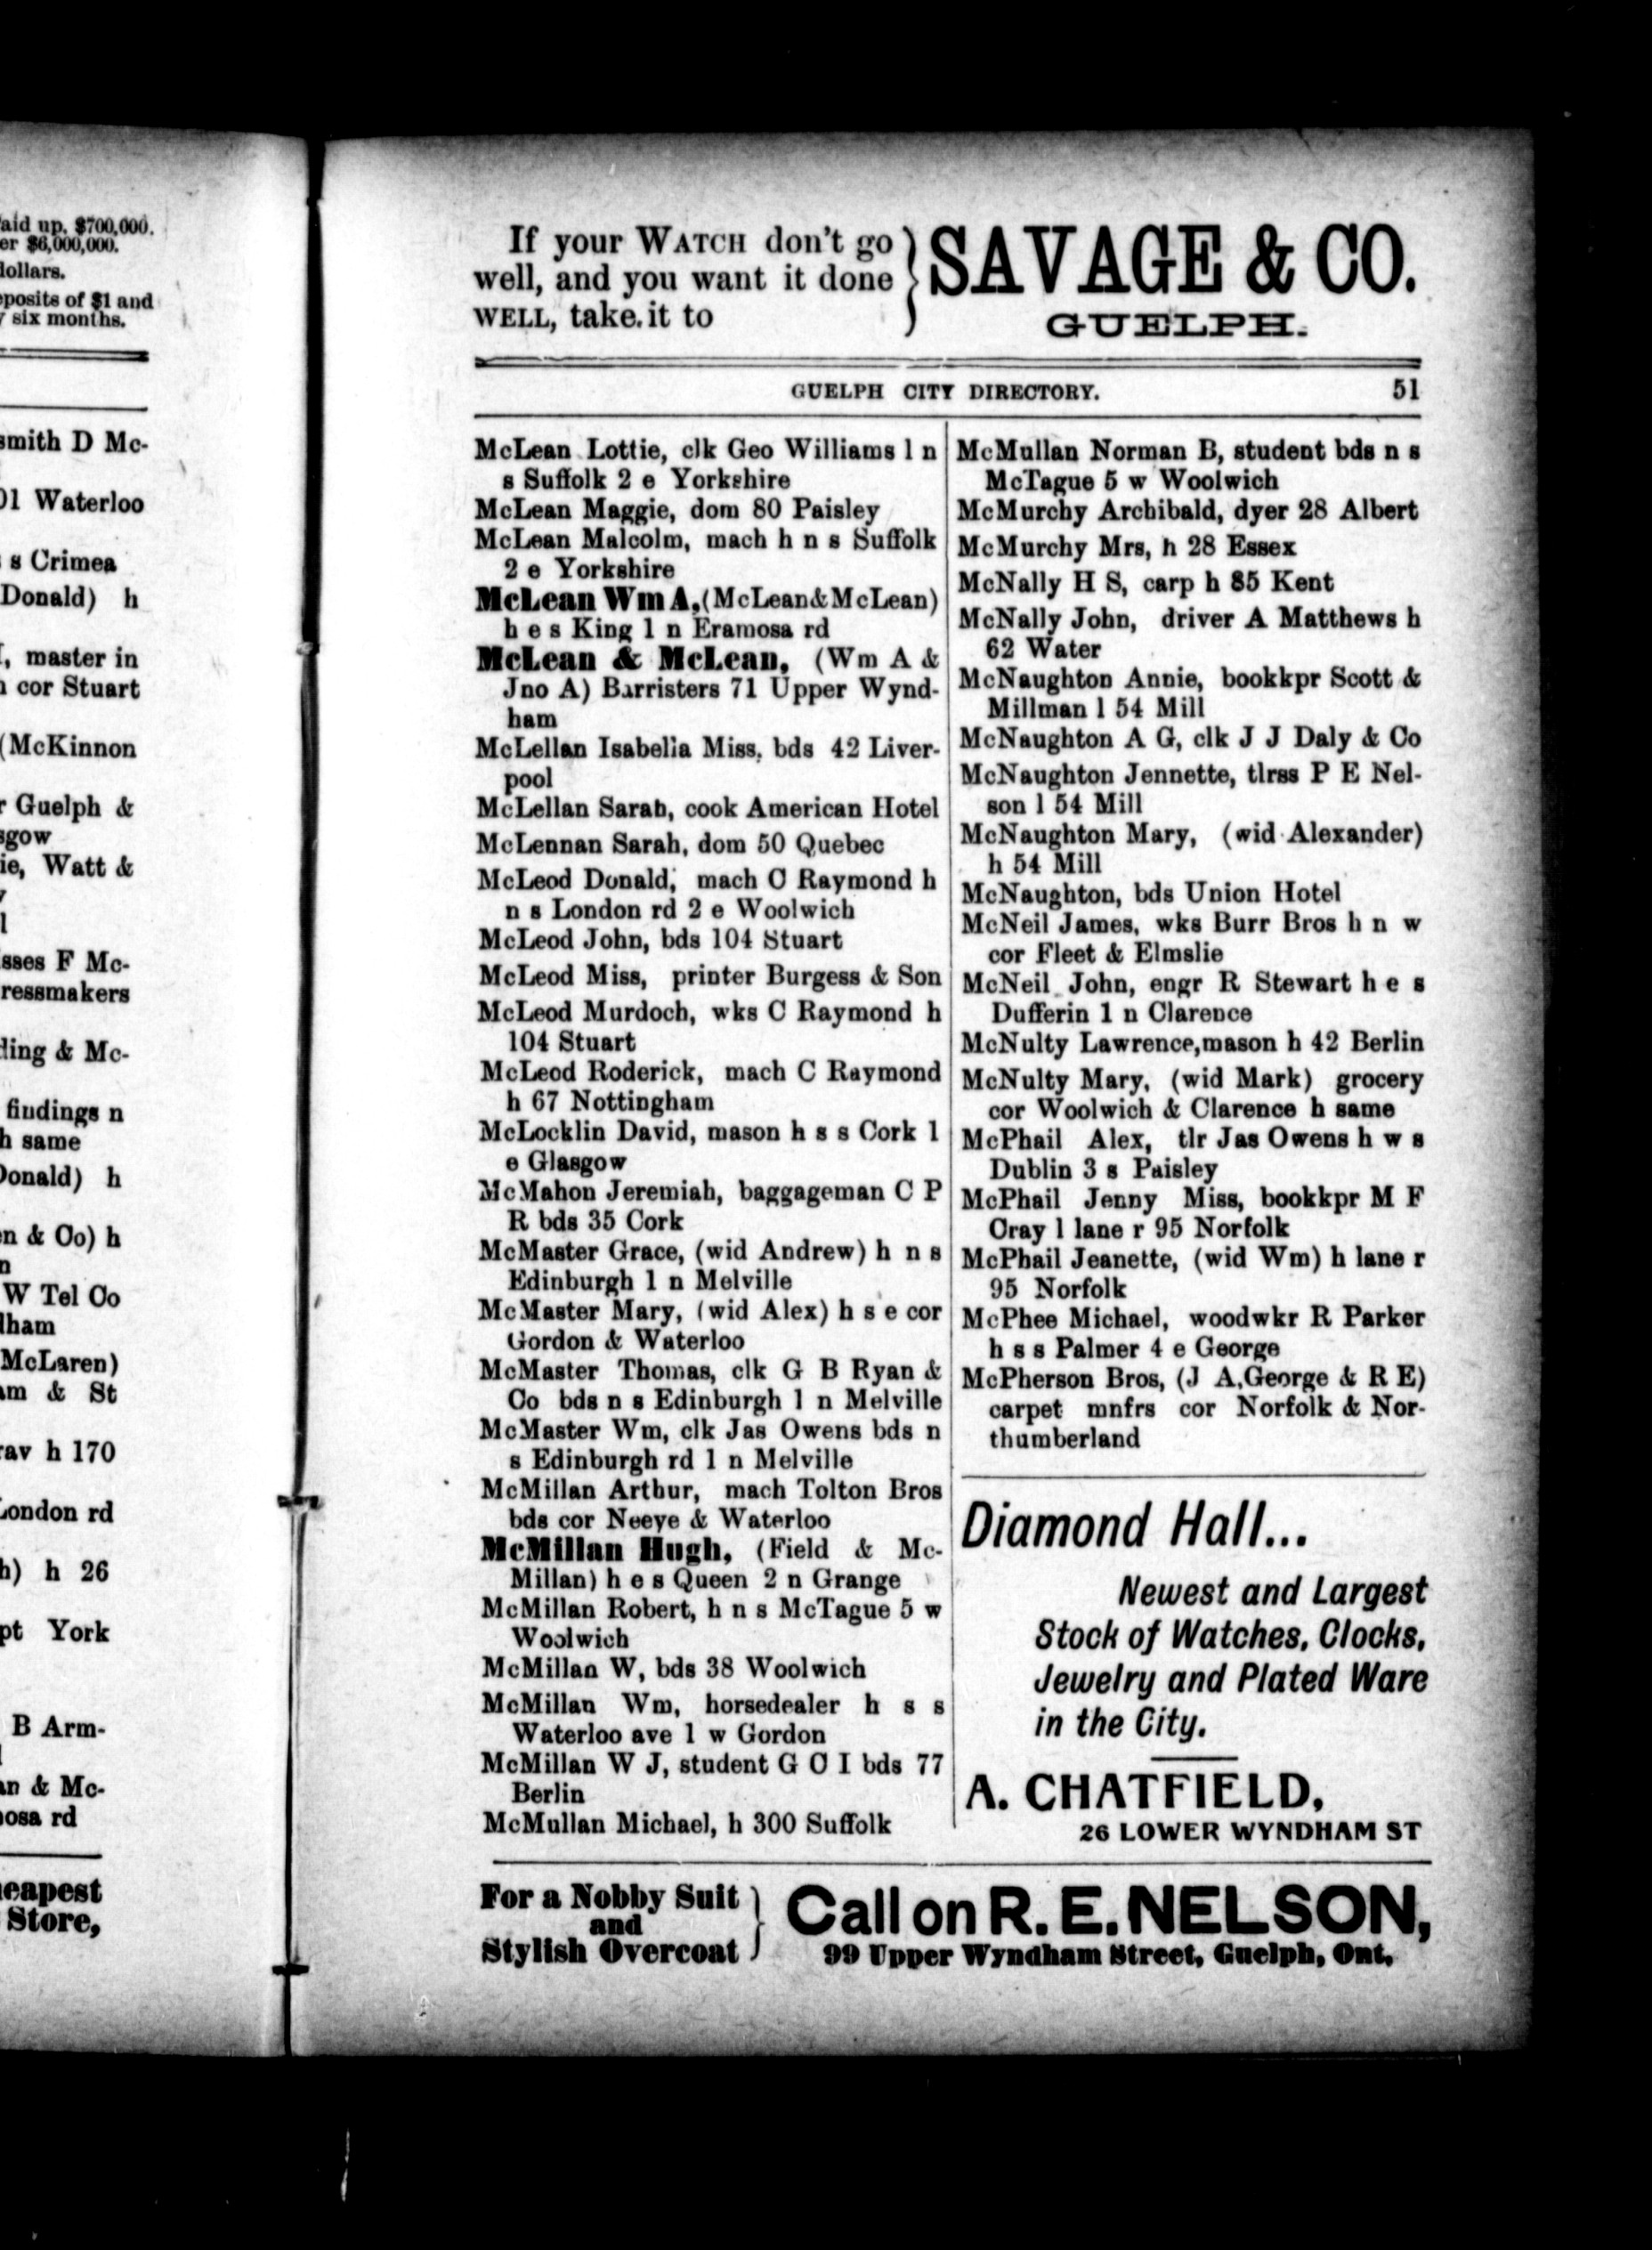 aid up, $700,000.
er $6,000,000.
dollars.
posits of $1 and
six months.
smith D Mc-
01 Waterloo
s Crimea
Donald) h
, master in
cor Stuart
(McKinnon
r Guelph &
sgow
ie, Watt &
sses F Mc-
ressmakers
ling & Mc-
findings n
h same
Donald) h
n & Co) h
W Tel Co
lham
McLaren)
am & St
rav h 170
London rd
h) h 26
pt York
B Arm-
an & Mc-
osa rd
eapest
Store,
If your WATCH don't go
well, and you want it done
WELL, take it to
SAVAGE & CO.
GUELPH.
GUELPH CITY DIRECTORY. 51
McLean Lottie, clk Geo Williams l n
s Suffolk 2 e Yorkshire
McLean Maggie, dom 80 Paisley
McLean Malcolm, mach h n s Suffolk
2 e Yorkshire
McLean Wm A,(McLean&McLean)
h e s King 1 n Eramosa rd
McLean & McLean, (Wm A &
Jno A) Barristers 71 Upper Wynd-
ham
McLellan Isabella Miss, bds 42 Liver-
pool
McLellan Sarah, cook American Hotel
McLennan Sarah, dom 50 Quebec
McLeod Donald, mach C Raymond h
n s London rd 2 e Woolwich
McLeod John, bds 104 Stuart
McLeod Miss, printer Burgess & Son
McLeod Murdoch, wks C Raymond h
104 Stuart
McLeod Roderick, mach C Raymond
h 67 Nottingham
McLocklin David, mason h s s Cork 1
e Glasgow
McMahon Jeremiah, baggageman C P
R bds 35 Cork
McMaster Grace, (wid Andrew) h n s
Edinburgh 1 n Melville
McMaster Mary, (wid Alex) h s e cor
Gordon & Waterloo
McMaster Thomas, clk G B Ryan &
Co bds n s Edinburgh 1 n Melville
McMaster Wm, clk Jas Owens bds n
s Edinburgh rd 1 n Melville
McMillan Arthur, mach Tolton Bros
bds cor Neeve & Waterloo
McMillan Hugh, (Field & Mc-
Millan) h e s Queen 2 n Grange
McMillan Robert, h n s McTague 5 w
Woolwich
McMillan W, bds 38 Woolwich
McMillan Wm, horsedealer h s s
Waterloo ave 1 w Gordon
McMillan W J, student G C I bds 77
Berlin
McMullan Michael, h 300 Suffolk
McMullan Norman B, student bds n s
McTague 5 w Woolwich
McMurchy Archibald, dyer 28 Albert
McMurchy Mrs, h 28 Essex
McNally H S, carp h 85 Kent
McNally John, driver A Matthews h
62 Water
McNaughton Annie, bookkpr Scott &
Millman l 54 Mill
McNaughton A G, clk J J Daly & Co
McNaughton Jennette, tlrss P E Nel-
son l 54 Mill
McNaughton Mary, (wid Alexander)
h 54 Mill
McNaughton, bds Union Hotel
McNeil James, wks Burr Bros h n w
cor Fleet & Elmslie
McNeil John, engr R Stewart h e s
Dufferin 1 n Clarence
McNulty Lawrence,mason h 42 Berlin
McNulty Mary, (wid Mark) grocery
cor Woolwich & Clarence h same
McPhail Alex, tlr Jas Owens h w s
Dublin 3 s Paisley
McPhail Jenny Miss, bookkpr M F
Cray l lane r 95 Norfolk
McPhail Jeanette, (wid Wm) h lane r
95 Norfolk
McPhee Michael, woodwkr R Parker
h s s Palmer 4 e George
McPherson Bros, (J A,George & R E)
carpet mnfrs cor Norfolk & Nor-
thumberland
Diamond Hall...
Newest and Largest
Stock of Watches, Clocks,
Jewelry and Plated Ware
in the City.
A. CHATFIELD,
26 LOWER WYNDHAM ST
For a Nobby Suit
and
Stylish Overcoat
Call on R. E. NELSON,
99 Upper Wyndham Street, Guelph, Ont,